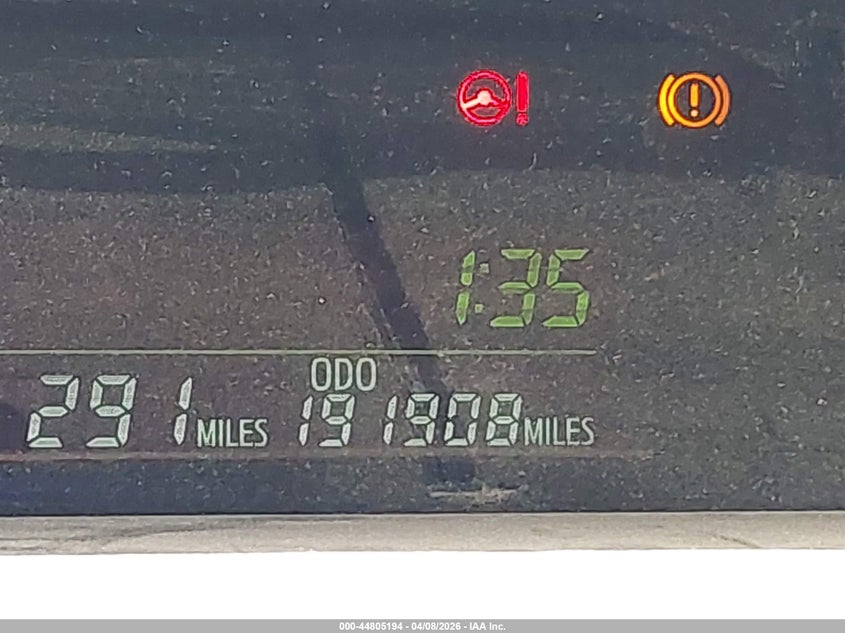 1:35
ODO
291 MILES 191908 MILES
000-44805194 - 04/08/2026 - IAA Inc.